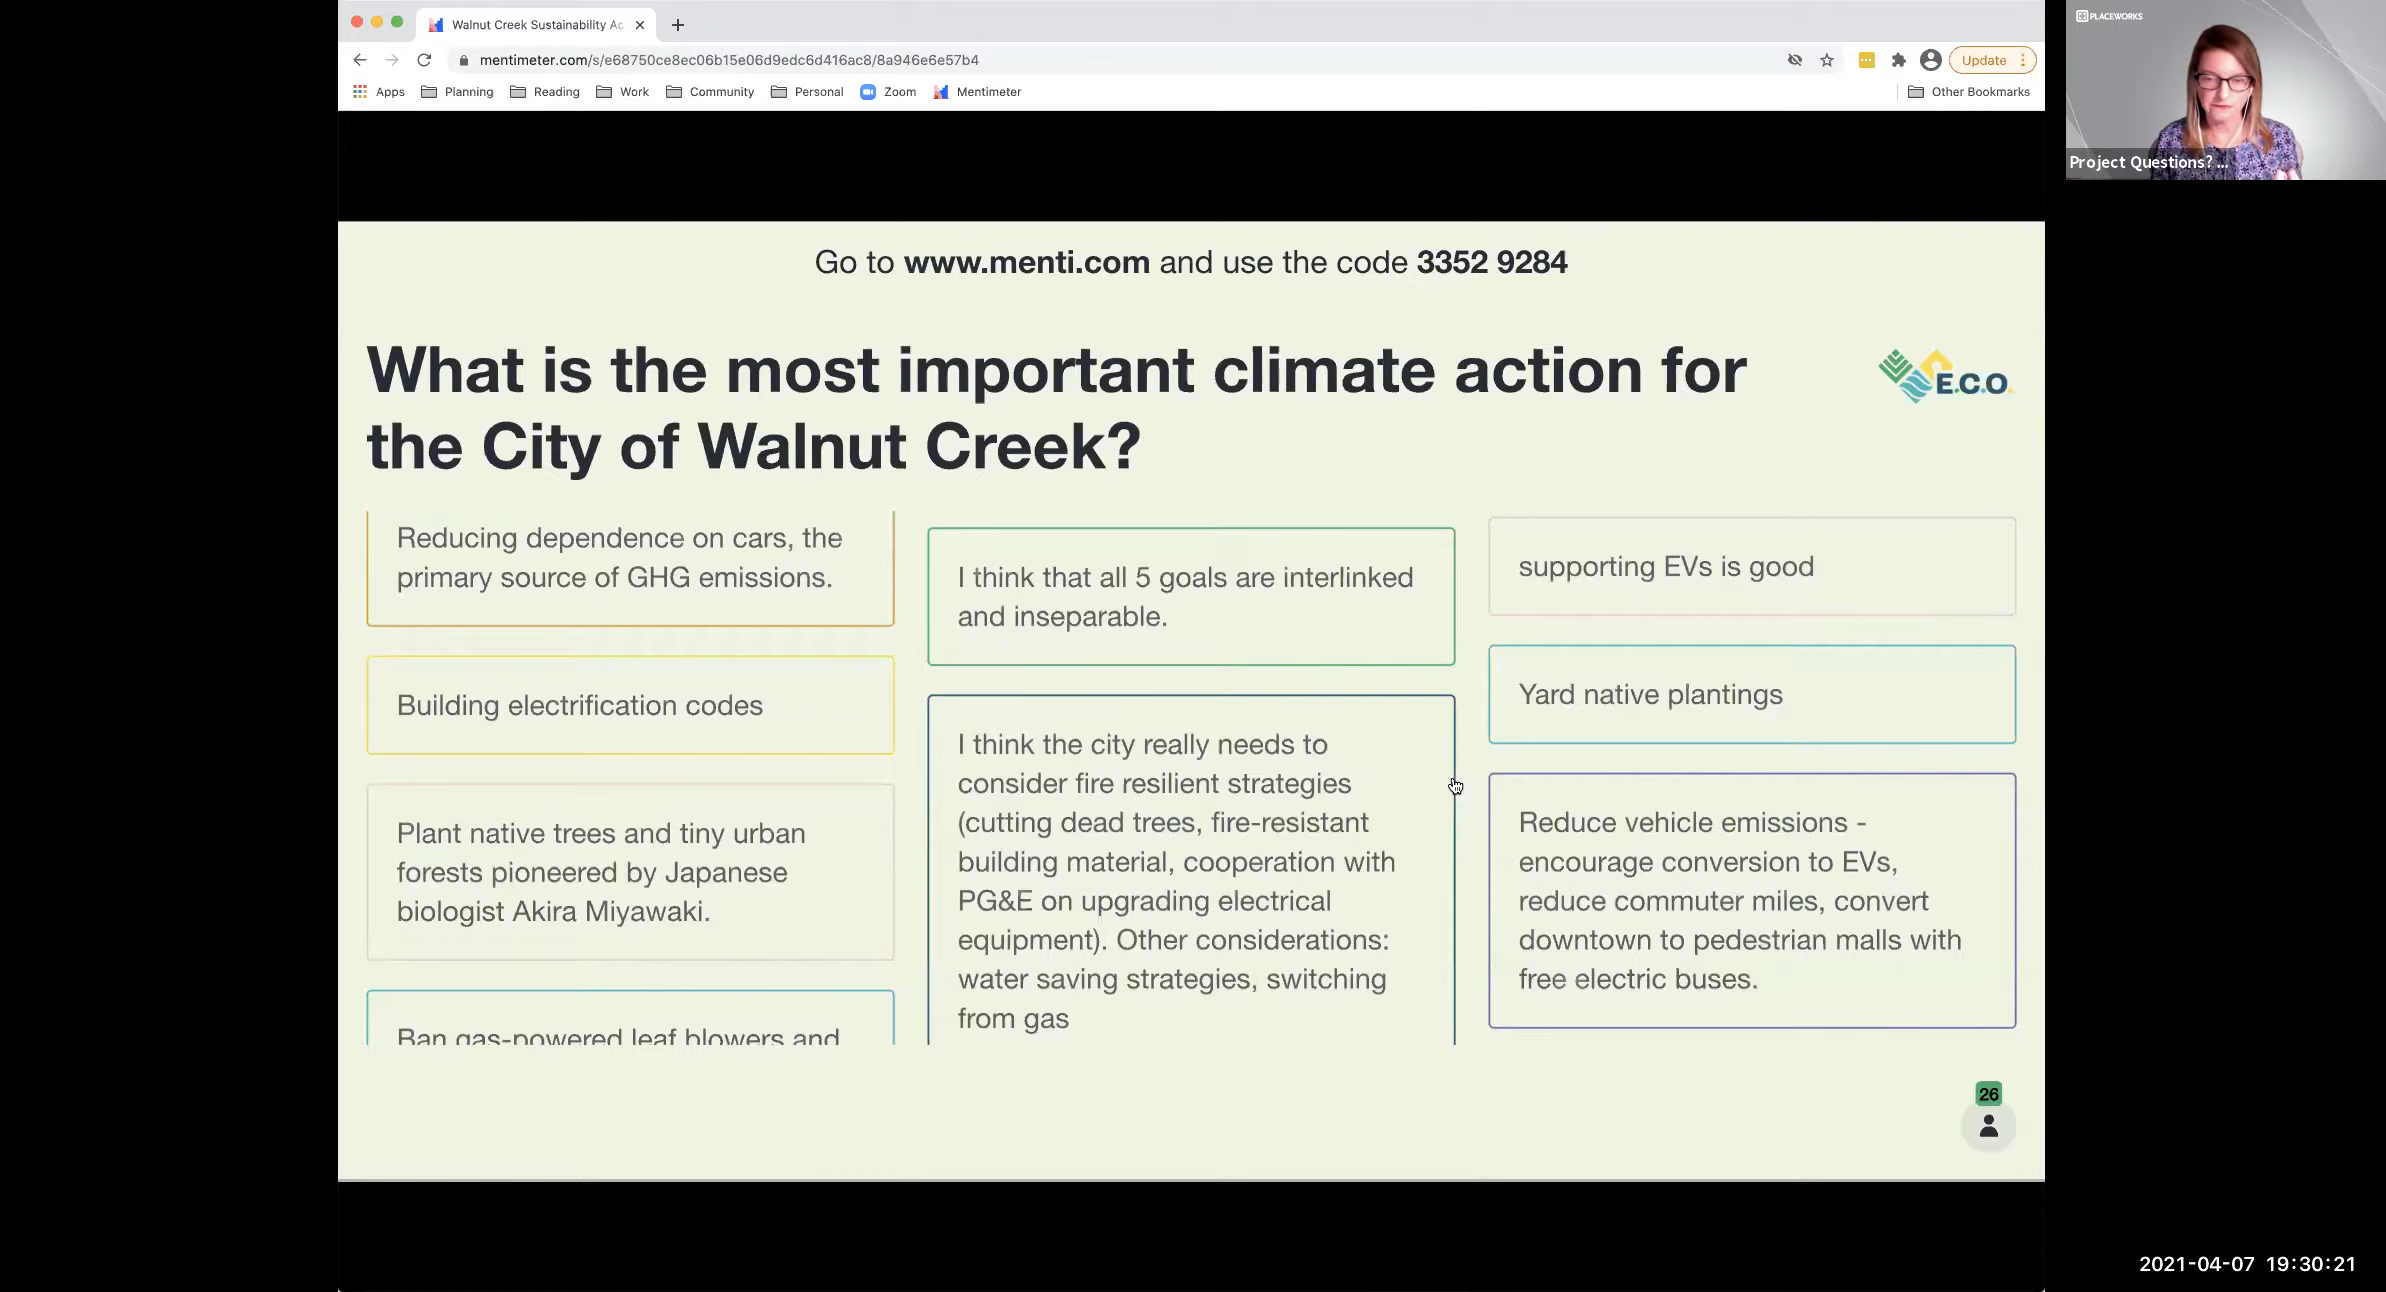 Walnut Creek Sustainability Ac
mentimeter.com/s/e68750ce8ec06b15e06d9edc6d416ac8/8a946e6e57b4
Update
Apps
Planning
Reading
Work
Community
Personal
Zoom
Mentimeter
Other Bookmarks
PLACEWORKS
Project Questions? ...
Go to www.menti.com and use the code 3352 9284
What is the most important climate action for
the City of Walnut Creek?
E.C.O.
Reducing dependence on cars, the
primary source of GHG emissions.
Building electrification codes
Plant native trees and tiny urban
forests pioneered by Japanese
biologist Akira Miyawaki.
Ban gas-powered leaf blowers and
I think that all 5 goals are interlinked
and inseparable.
I think the city really needs to
consider fire resilient strategies
(cutting dead trees, fire-resistant
building material, cooperation with
PG&E on upgrading electrical
equipment). Other considerations:
water saving strategies, switching
from gas
supporting EVs is good
Yard native plantings
Reduce vehicle emissions -
encourage conversion to EVs,
reduce commuter miles, convert
downtown to pedestrian malls with
free electric buses.
26
2021-04-07 19:30:21